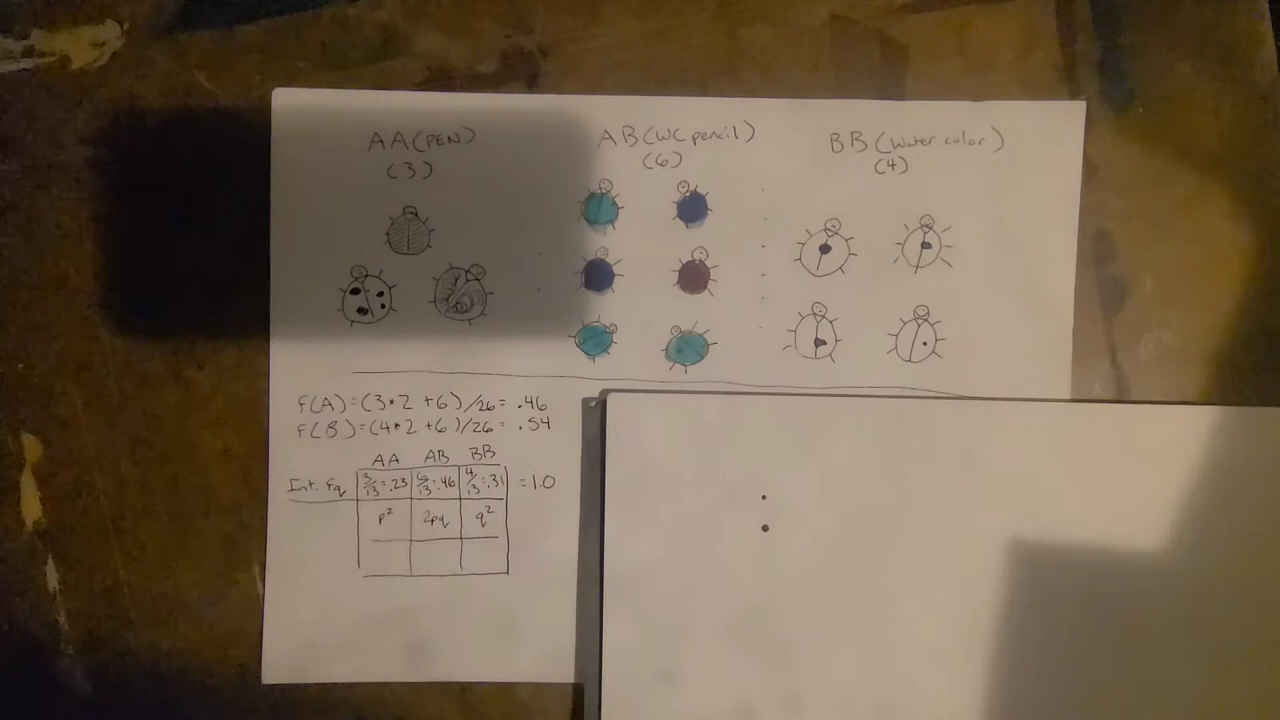 AA (PEN)
(3)
AB (WC pencil)
(6)
BB (Water color)
(4)
f(A)=(3*2 +6)/26= .46
f(B)=(4*2 +6)/26= .54
AA AB BB
Int. Fq 3/13=.23 6/13=.46 4/13=.31 =1.0
p² 2pq q²